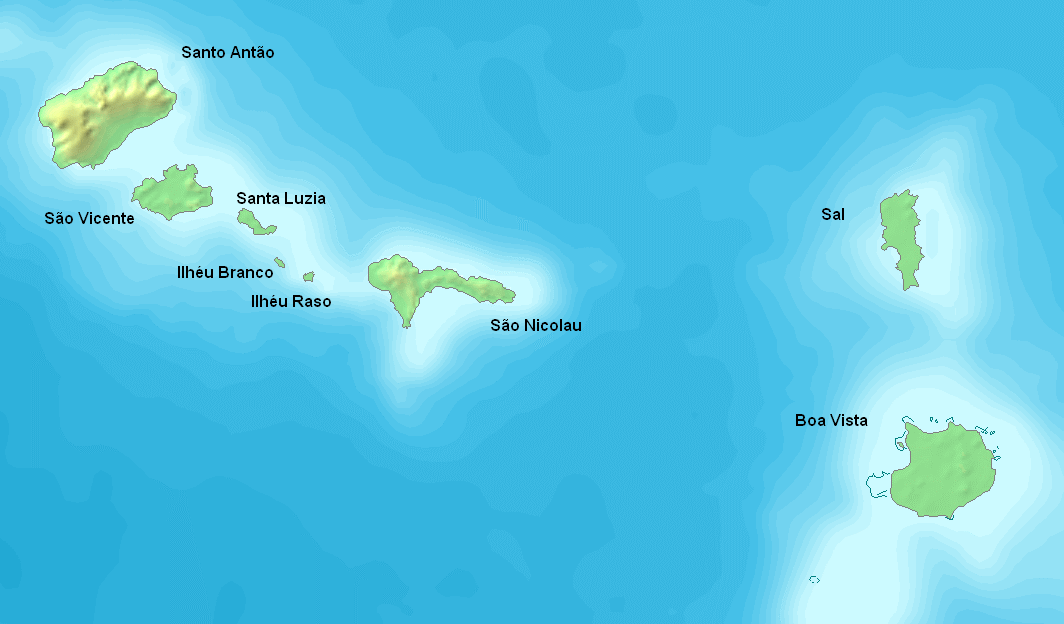 Santo Antão
Santa Luzia
São Vicente
Sal
Ilhéu Branco
Ilhéu Raso
São Nicolau
Boa Vista